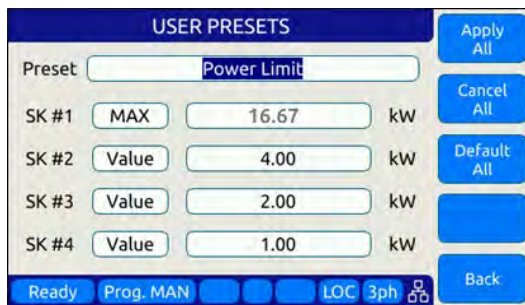 USER PRESETS
Preset Power Limit
SK #1 MAX 16.67 kW
SK #2 Value 4.00 kW
SK #3 Value 2.00 kW
SK #4 Value 1.00 kW
Apply
All
Cancel
All
Default
All
Back
Ready Prog. MAN LOC 3ph